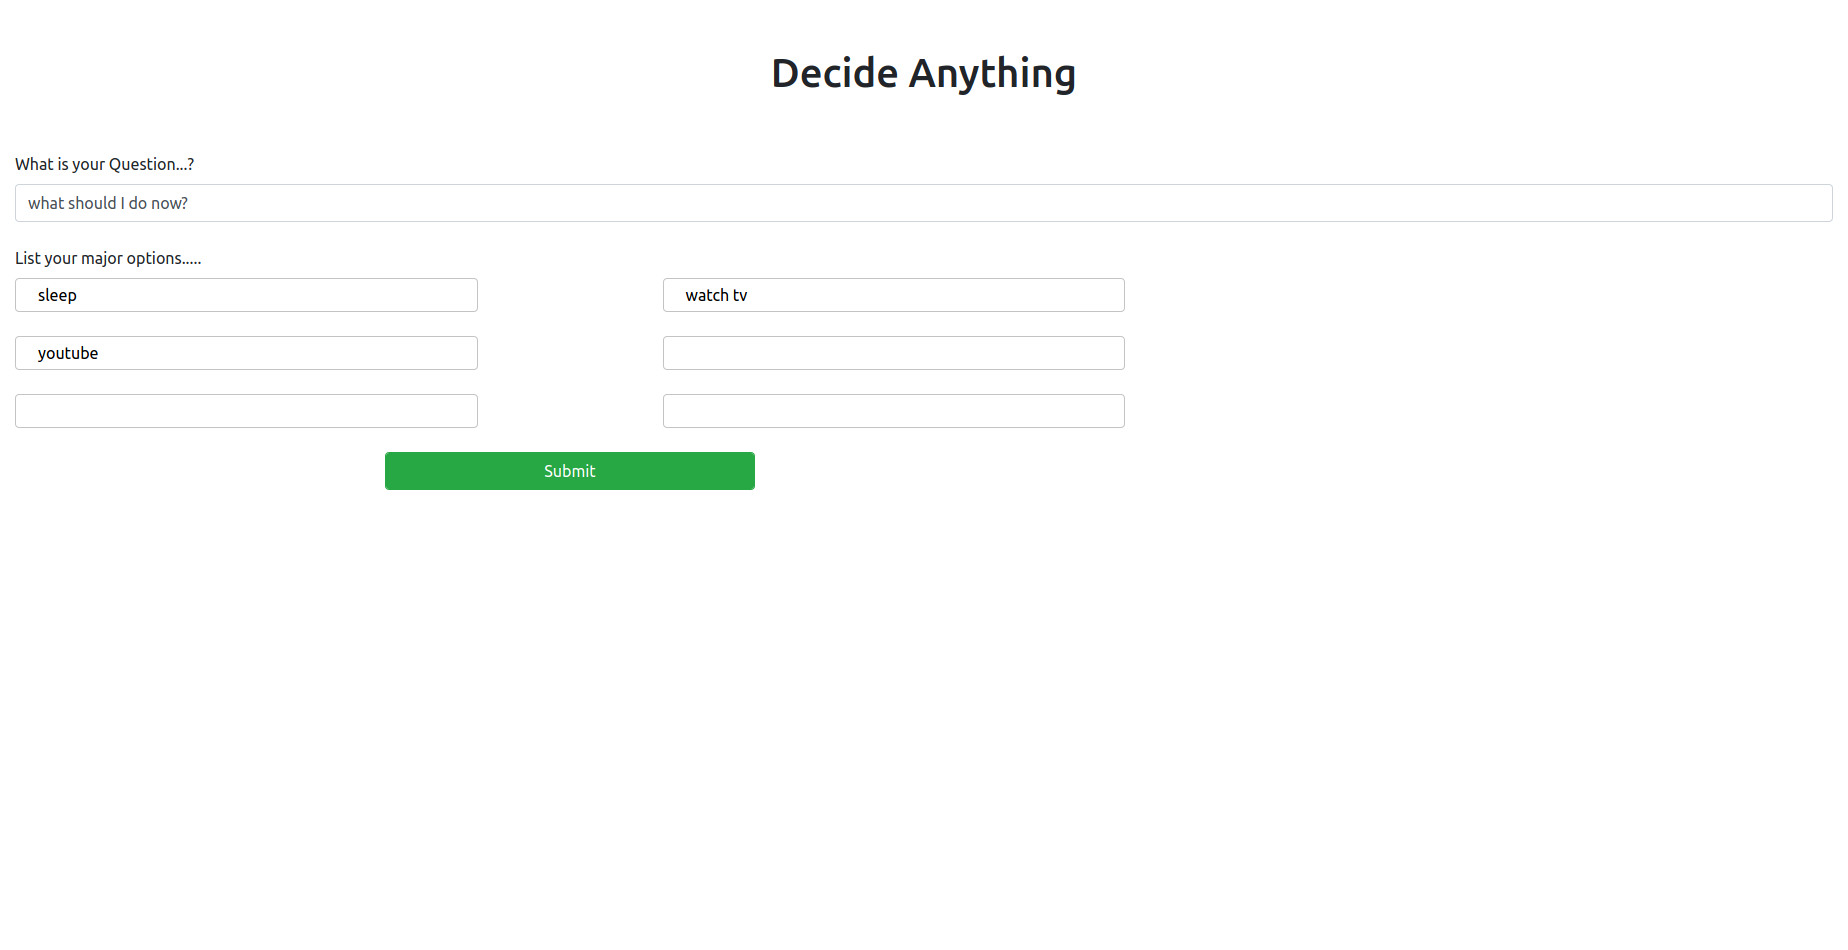 Decide Anything
What is your Question...?
what should I do now?
List your major options.....
sleep
watch tv
youtube
Submit